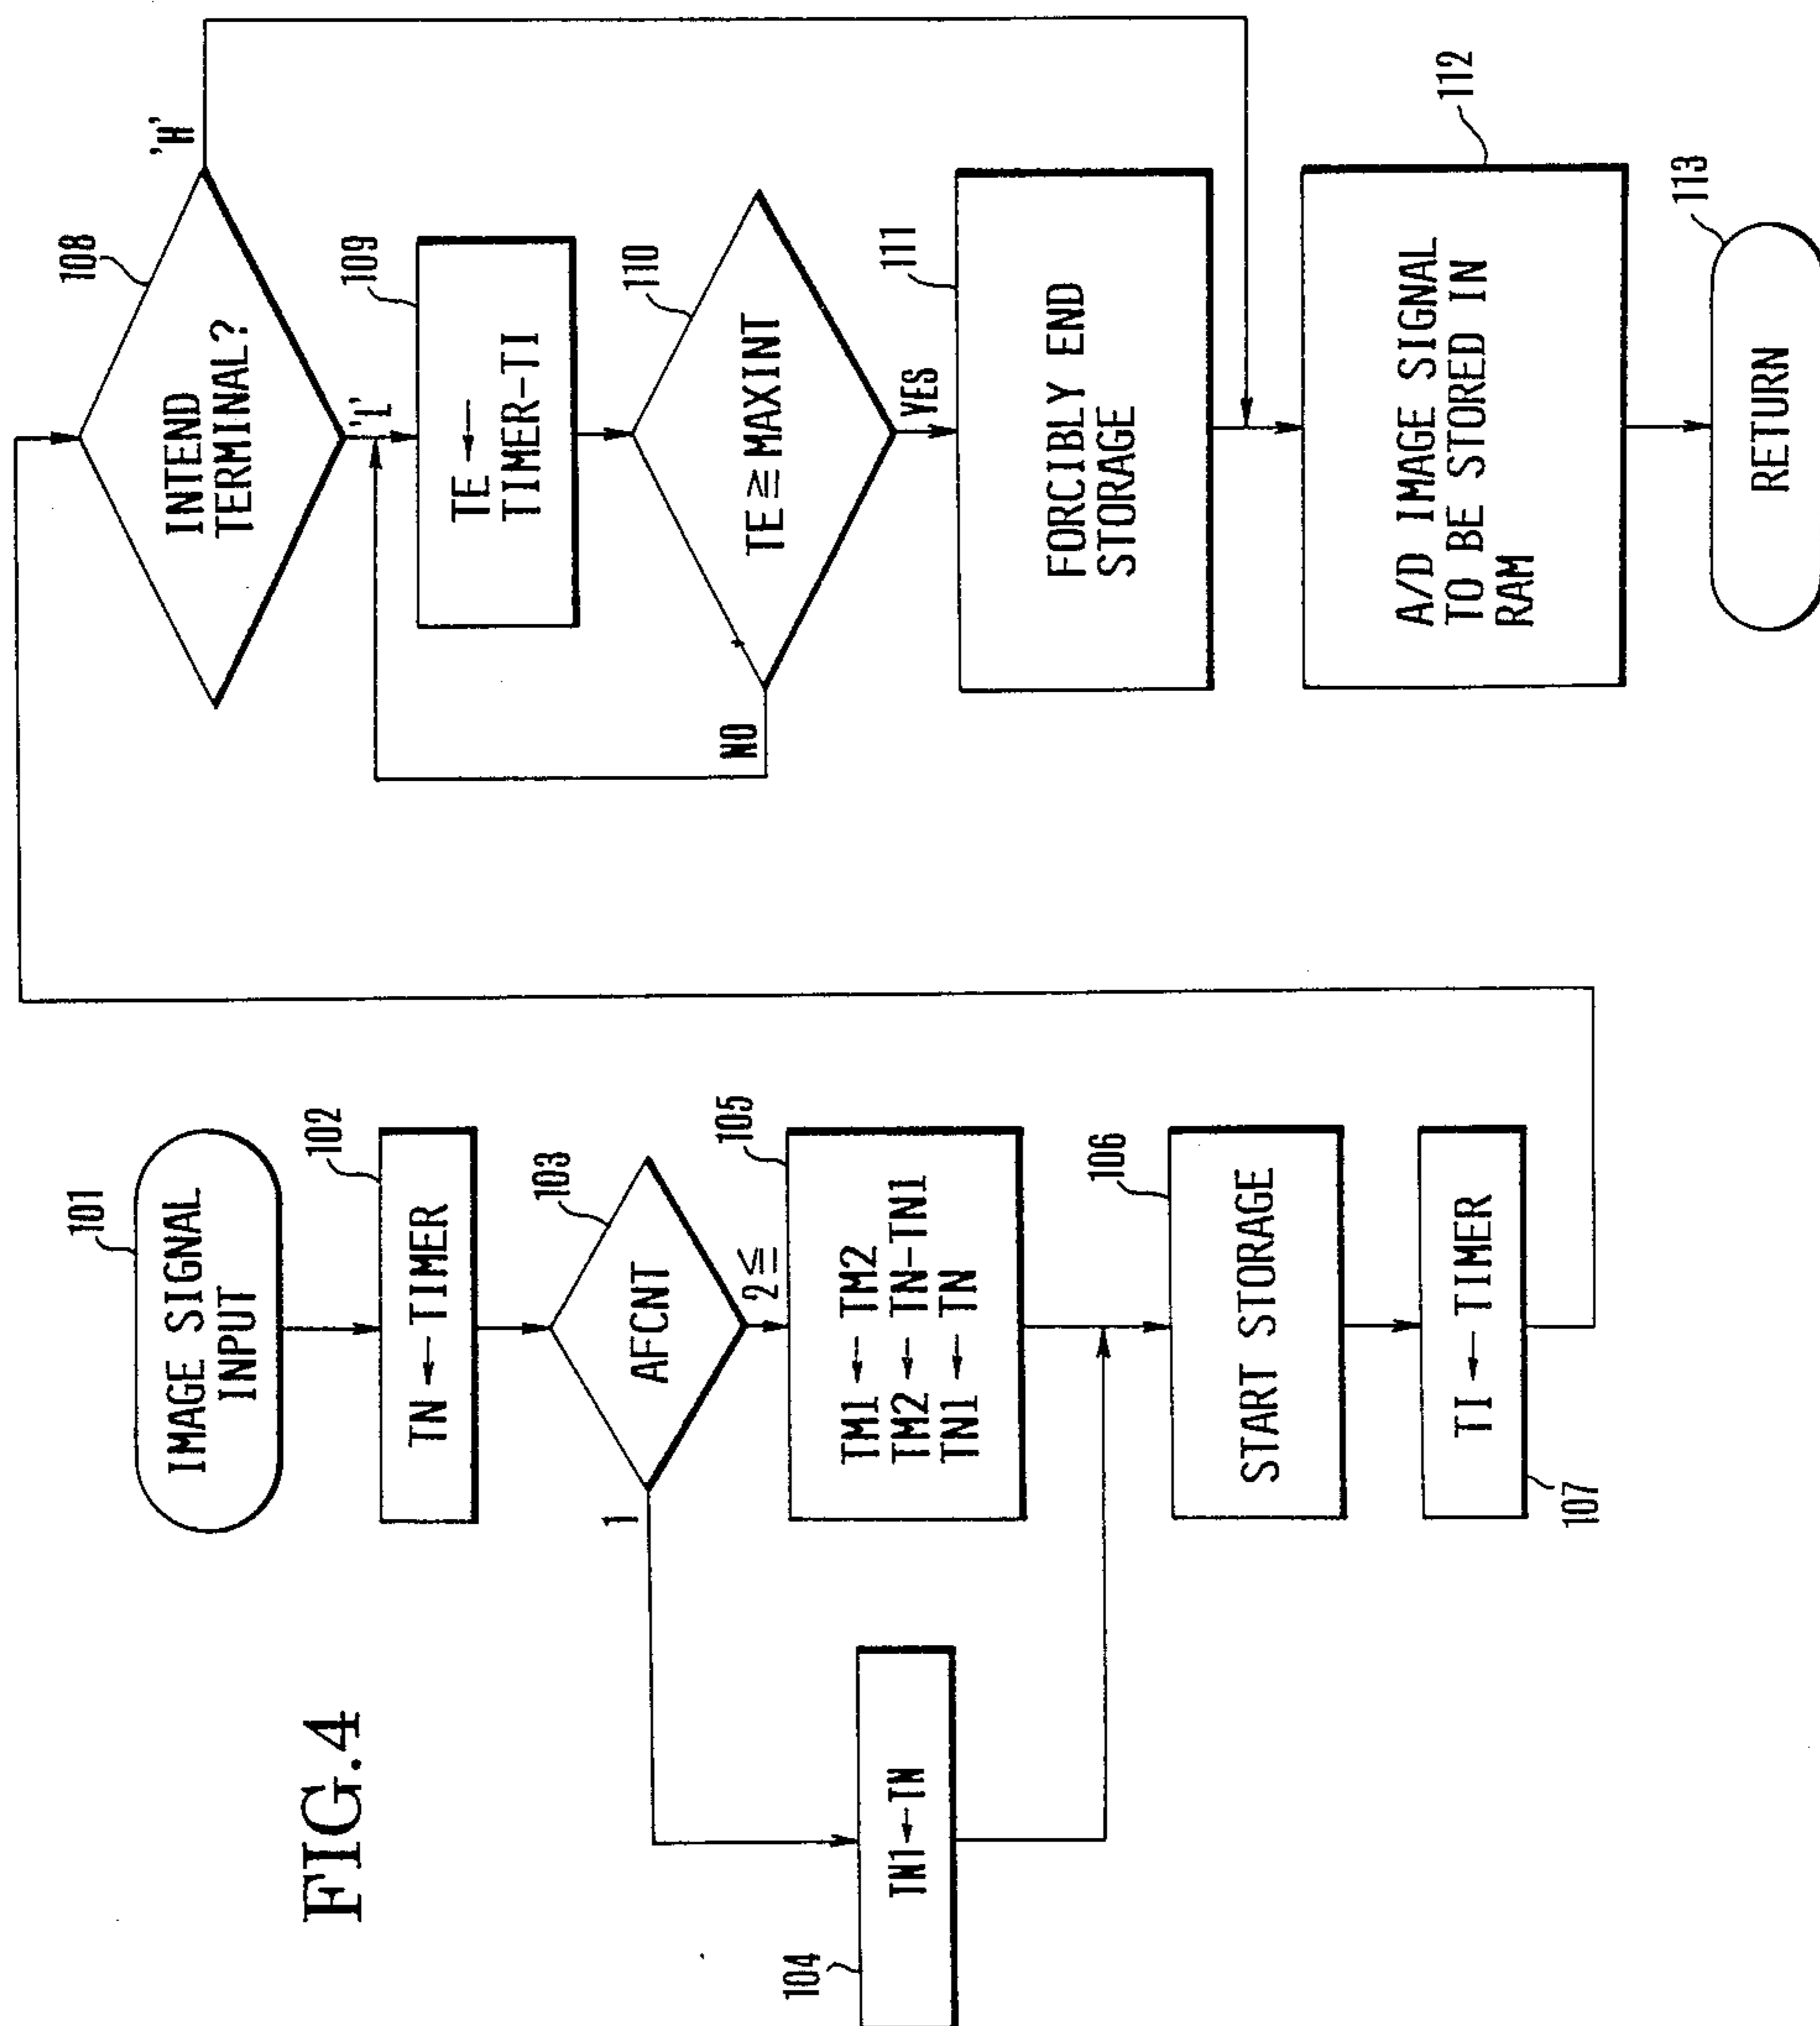 FIG.4
101
IMAGE SIGNAL
INPUT
102
TN ← TIMER
103
AFCNT
1
2≦
104
TN1←TN
105
TM1 ← TM2
TM2 ← TN-TN1
TN1 ← TN
106
START STORAGE
107
TI ← TIMER
108
INTEND
TERMINAL?
'H'
'L'
109
TE ←
TIMER-TI
110
TE≧MAXINT
NO
YES
111
FORCIBLY END
STORAGE
112
A/D IMAGE SIGNAL
TO BE STORED IN
RAM
113
RETURN